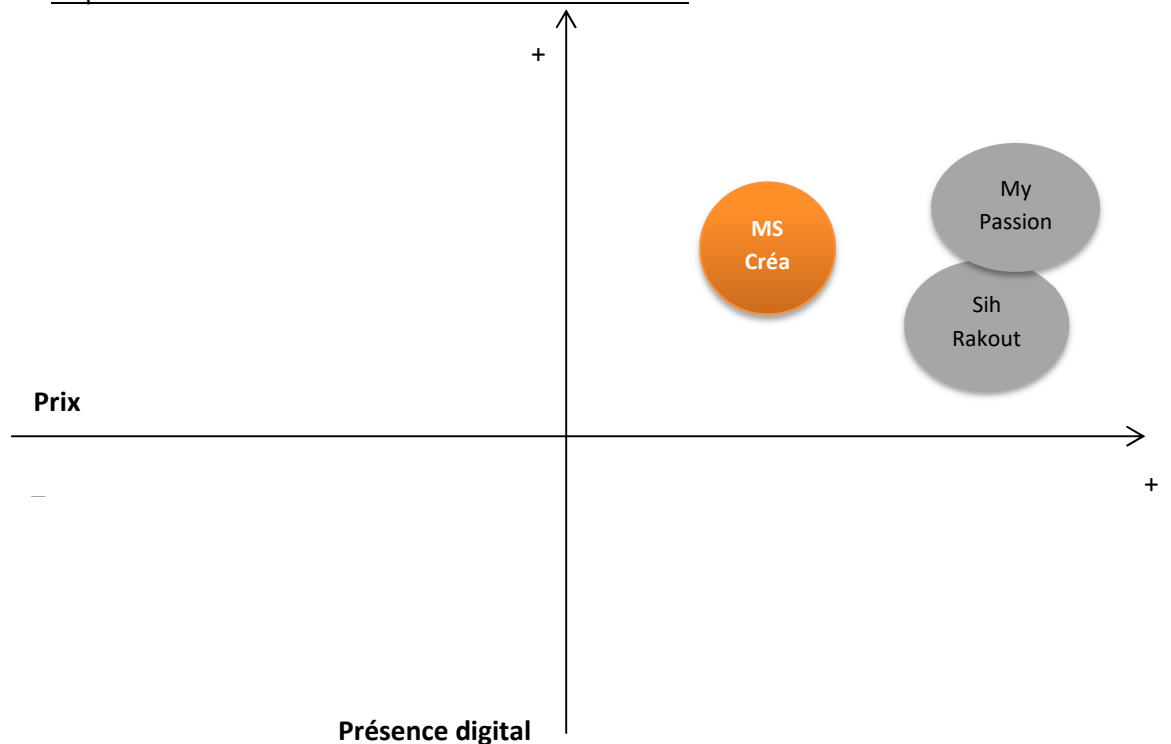 +
My
Passion
MS
Créa
Sih
Rakout
Prix
_
+
Présence digital